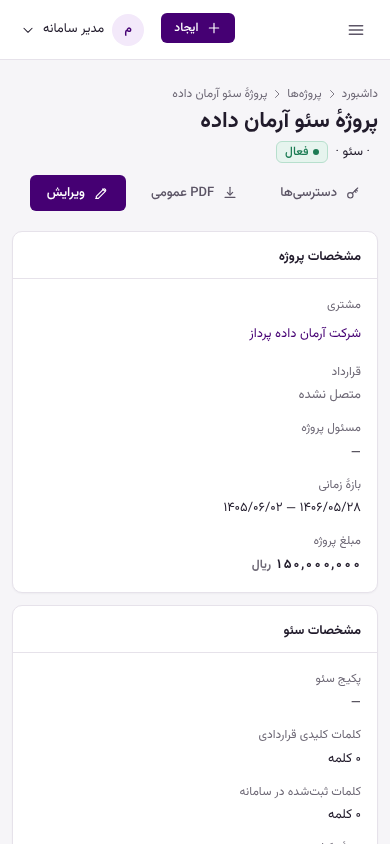 ایجاد
م
مدیر سامانه
داشبورد
پروژه‌ها
پروژهٔ سئو آرمان داده
پروژهٔ سئو آرمان داده
· سئو ·
فعال
دسترسی‌ها
PDF عمومی
ویرایش
مشخصات پروژه
مشتری
شرکت آرمان داده پرداز
قرارداد
متصل نشده
مسئول پروژه
—
بازهٔ زمانی
۱۴۰۵/۰۶/۰۲ — ۱۴۰۶/۰۵/۲۸
مبلغ پروژه
۱۵۰,۰۰۰,۰۰۰ ریال
مشخصات سئو
پکیج سئو
—
کلمات کلیدی قراردادی
۰ کلمه
کلمات ثبت‌شده در سامانه
۰ کلمه